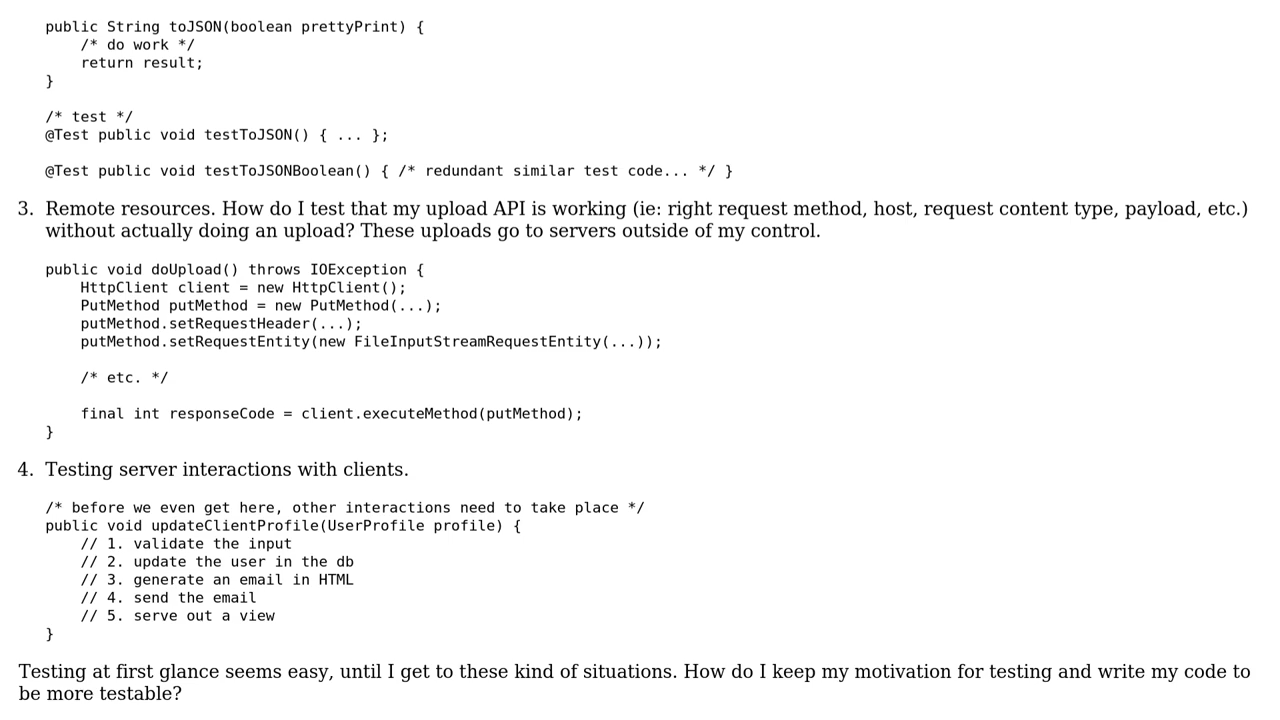 public String toJSON(boolean prettyPrint) {
    /* do work */
    return result;
}
/* test */
@Test public void testToJSON() { ... };
@Test public void testToJSONBoolean() { /* redundant similar test code... */ }
3. Remote resources. How do I test that my upload API is working (ie: right request method, host, request content type, payload, etc.)
without actually doing an upload? These uploads go to servers outside of my control.
public void doUpload() throws IOException {
    HttpClient client = new HttpClient();
    PutMethod putMethod = new PutMethod(...);
    putMethod.setRequestHeader(...);
    putMethod.setRequestEntity(new FileInputStreamRequestEntity(...));
    /* etc. */
    final int responseCode = client.executeMethod(putMethod);
}
4. Testing server interactions with clients.
/* before we even get here, other interactions need to take place */
public void updateClientProfile(UserProfile profile) {
    // 1. validate the input
    // 2. update the user in the db
    // 3. generate an email in HTML
    // 4. send the email
    // 5. serve out a view
}
Testing at first glance seems easy, until I get to these kind of situations. How do I keep my motivation for testing and write my code to
be more testable?